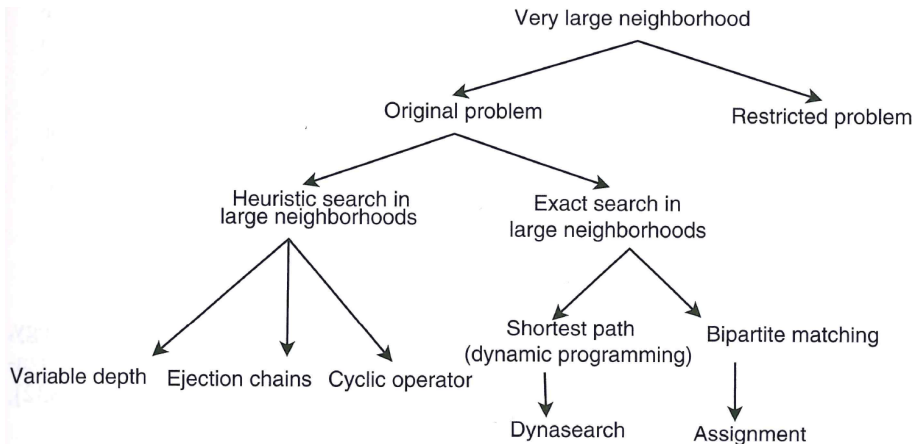 Very large neighborhood
Original problem
Restricted problem
Heuristic search in
large neighborhoods
Exact search in
large neighborhoods
Variable depth
Ejection chains
Cyclic operator
Shortest path
(dynamic programming)
Bipartite matching
Dynasearch
Assignment